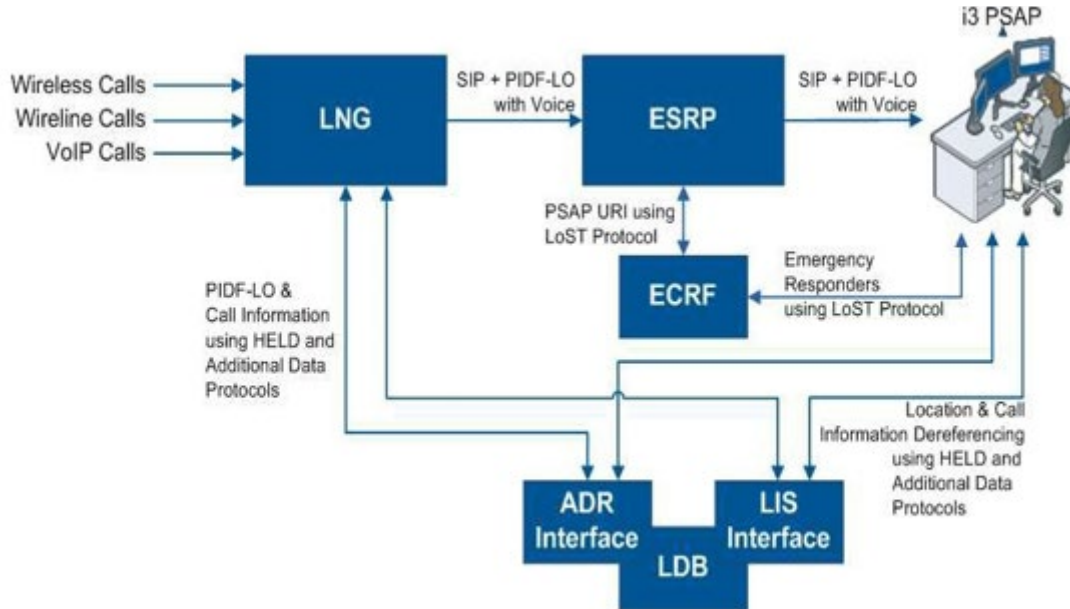 i3 PSAP
Wireless Calls
Wireline Calls
VoIP Calls
LNG
SIP + PIDF-LO
with Voice
ESRP
SIP + PIDF-LO
with Voice
PSAP URI using
LoST Protocol
ECRF
Emergency
Responders
using LoST Protocol
PIDF-LO &
Call Information
using HELD and
Additional Data
Protocols
Location & Call
Information Dereferencing
using HELD and
Additional Data
Protocols
ADR
Interface
LIS
Interface
LDB